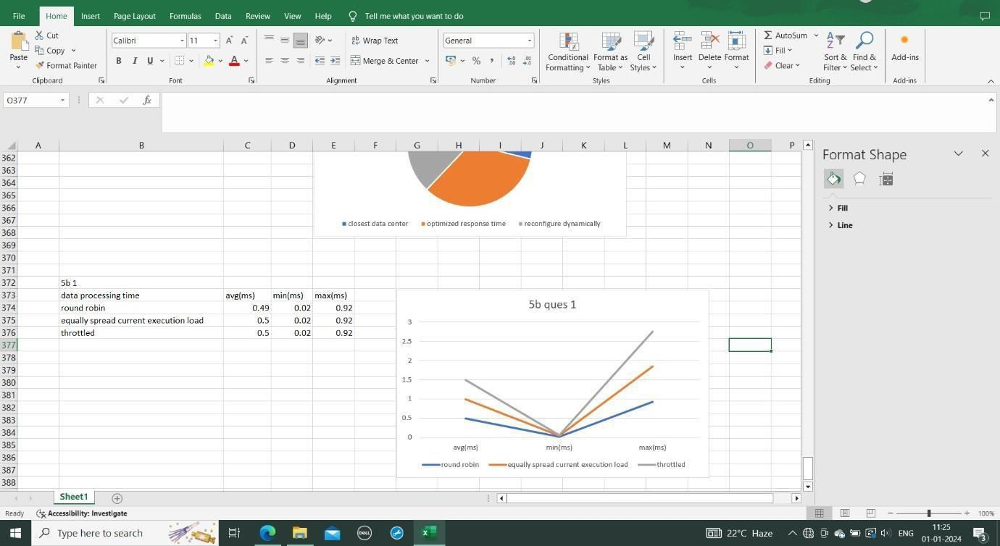 File Home Insert Page Layout Formulas Data Review View Help Tell me what you want to do
Paste
Cut
Copy
Format Painter
Clipboard
Calibri 11 A A
B I U A
Font
ab Wrap Text
Merge & Center
Alignment
General
%
Number
Conditional Formatting
Format as Table
Cell Styles
Styles
Insert Delete Format
Cells
AutoSum
Fill
Clear
Sort & Filter
Find & Select
Editing
Add-ins
Add-ins
O377 fx
A B C D E F G H I J K L M N O P
362
363
364
365
366
367
368
369
370
371
372
373
374
375
376
377
378
379
380
381
382
383
384
385
386
387
388
closest data center optimized response time reconfigure dynamically
5b 1
data processing time avg(ms) min(ms) max(ms)
round robin 0.49 0.02 0.92
equally spread current execution load 0.5 0.02 0.92
throttled 0.5 0.02 0.92
5b ques 1
3
2.5
2
1.5
1
0.5
0
avg(ms) min(ms) max(ms)
round robin equally spread current execution load throttled
Format Shape
Fill
Line
Sheet1
Ready Accessibility: Investigate 100%
Type here to search DELL 22°C Haze ENG 11:25
01-01-2024 3